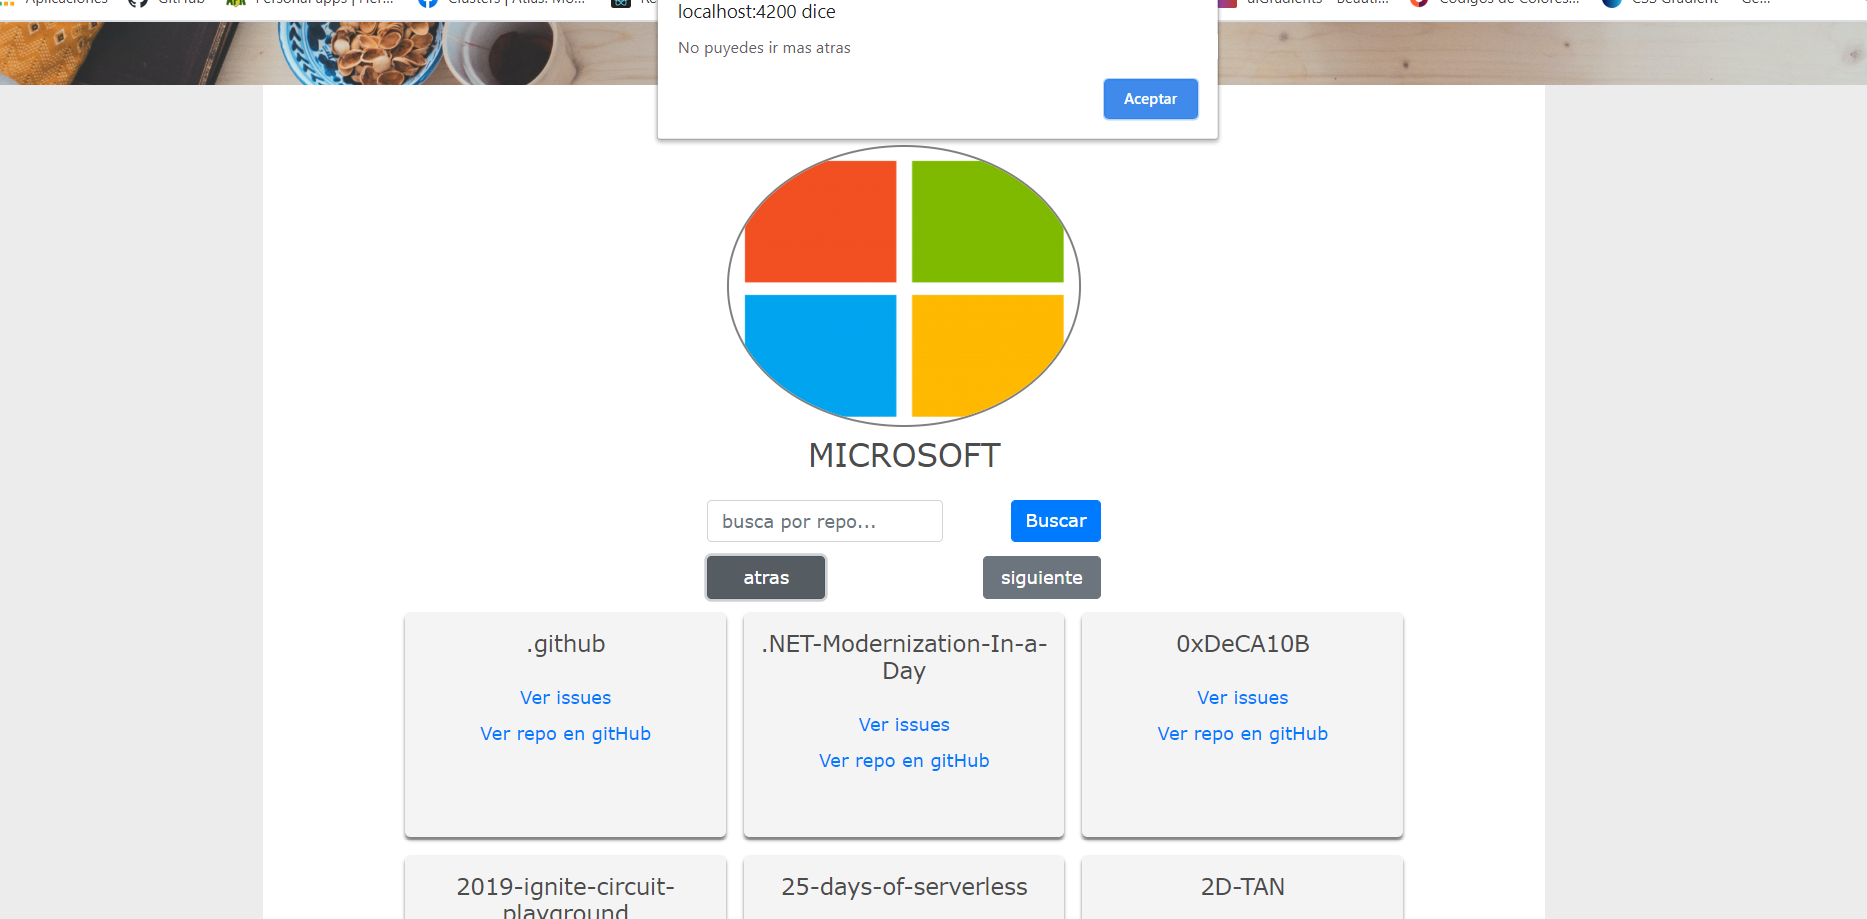 Aplicaciones GitHub Personal apps | Her... Clusters | Atlas: Mo... Re uiGradients - Beauti... Códigos de Colores... CSS Gradient – Ge...
localhost:4200 dice
No puyedes ir mas atras
Aceptar
MICROSOFT
busca por repo... Buscar
atras siguiente
.github .NET-Modernization-In-a- 0xDeCA10B
Day
Ver issues Ver issues Ver issues
Ver repo en gitHub Ver repo en gitHub Ver repo en gitHub
2019-ignite-circuit- 25-days-of-serverless 2D-TAN
playground